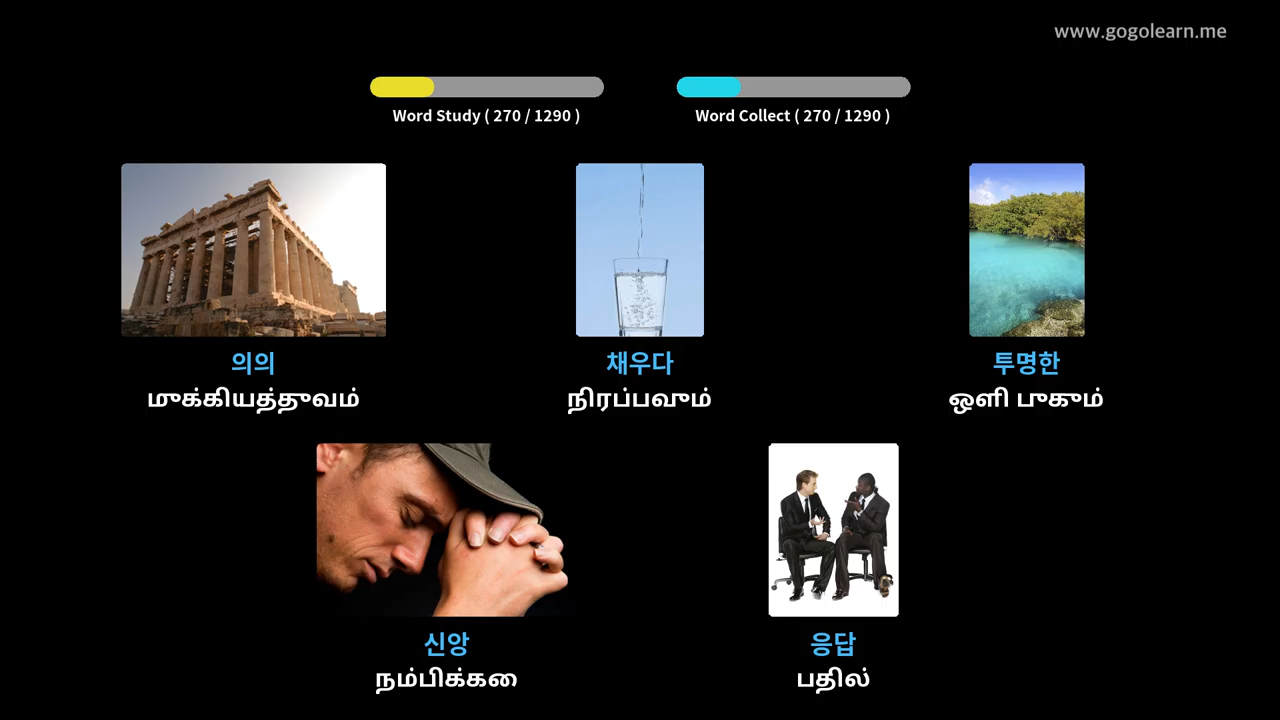 www.gogolearn.me
Word Study ( 270 / 1290 )
Word Collect ( 270 / 1290 )
의의
채우다
투명한
முக்கியத்துவம்
நிரப்பவும்
ஒளி புகும்
신앙
응답
நம்பிக்கை
பதில்